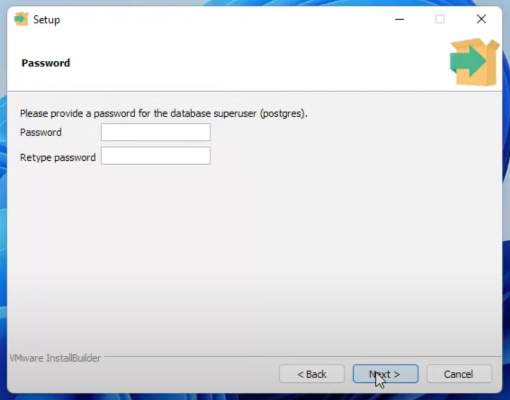 Setup
Password
Please provide a password for the database superuser (postgres).
Password
Retype password
VMware InstallBuilder
< Back
Next >
Cancel